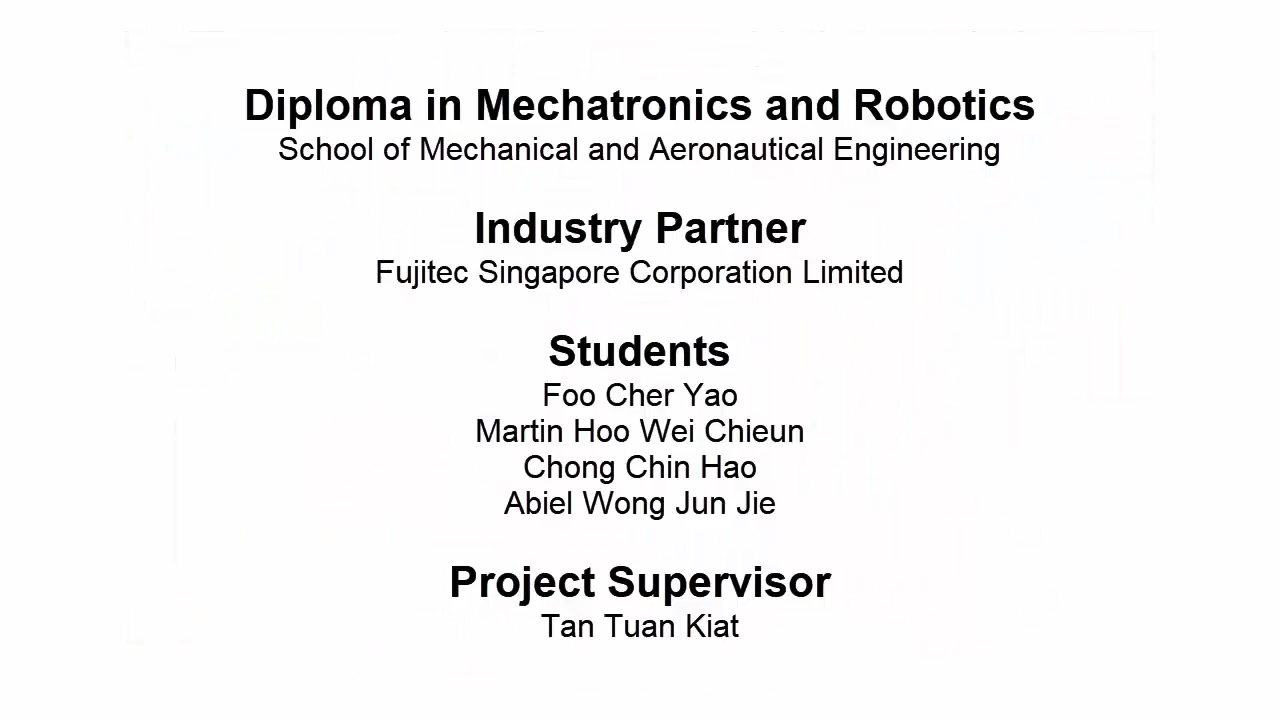 Diploma in Mechatronics and Robotics
School of Mechanical and Aeronautical Engineering
Industry Partner
Fujitec Singapore Corporation Limited
Students
Foo Cher Yao
Martin Hoo Wei Chieun
Chong Chin Hao
Abiel Wong Jun Jie
Project Supervisor
Tan Tuan Kiat